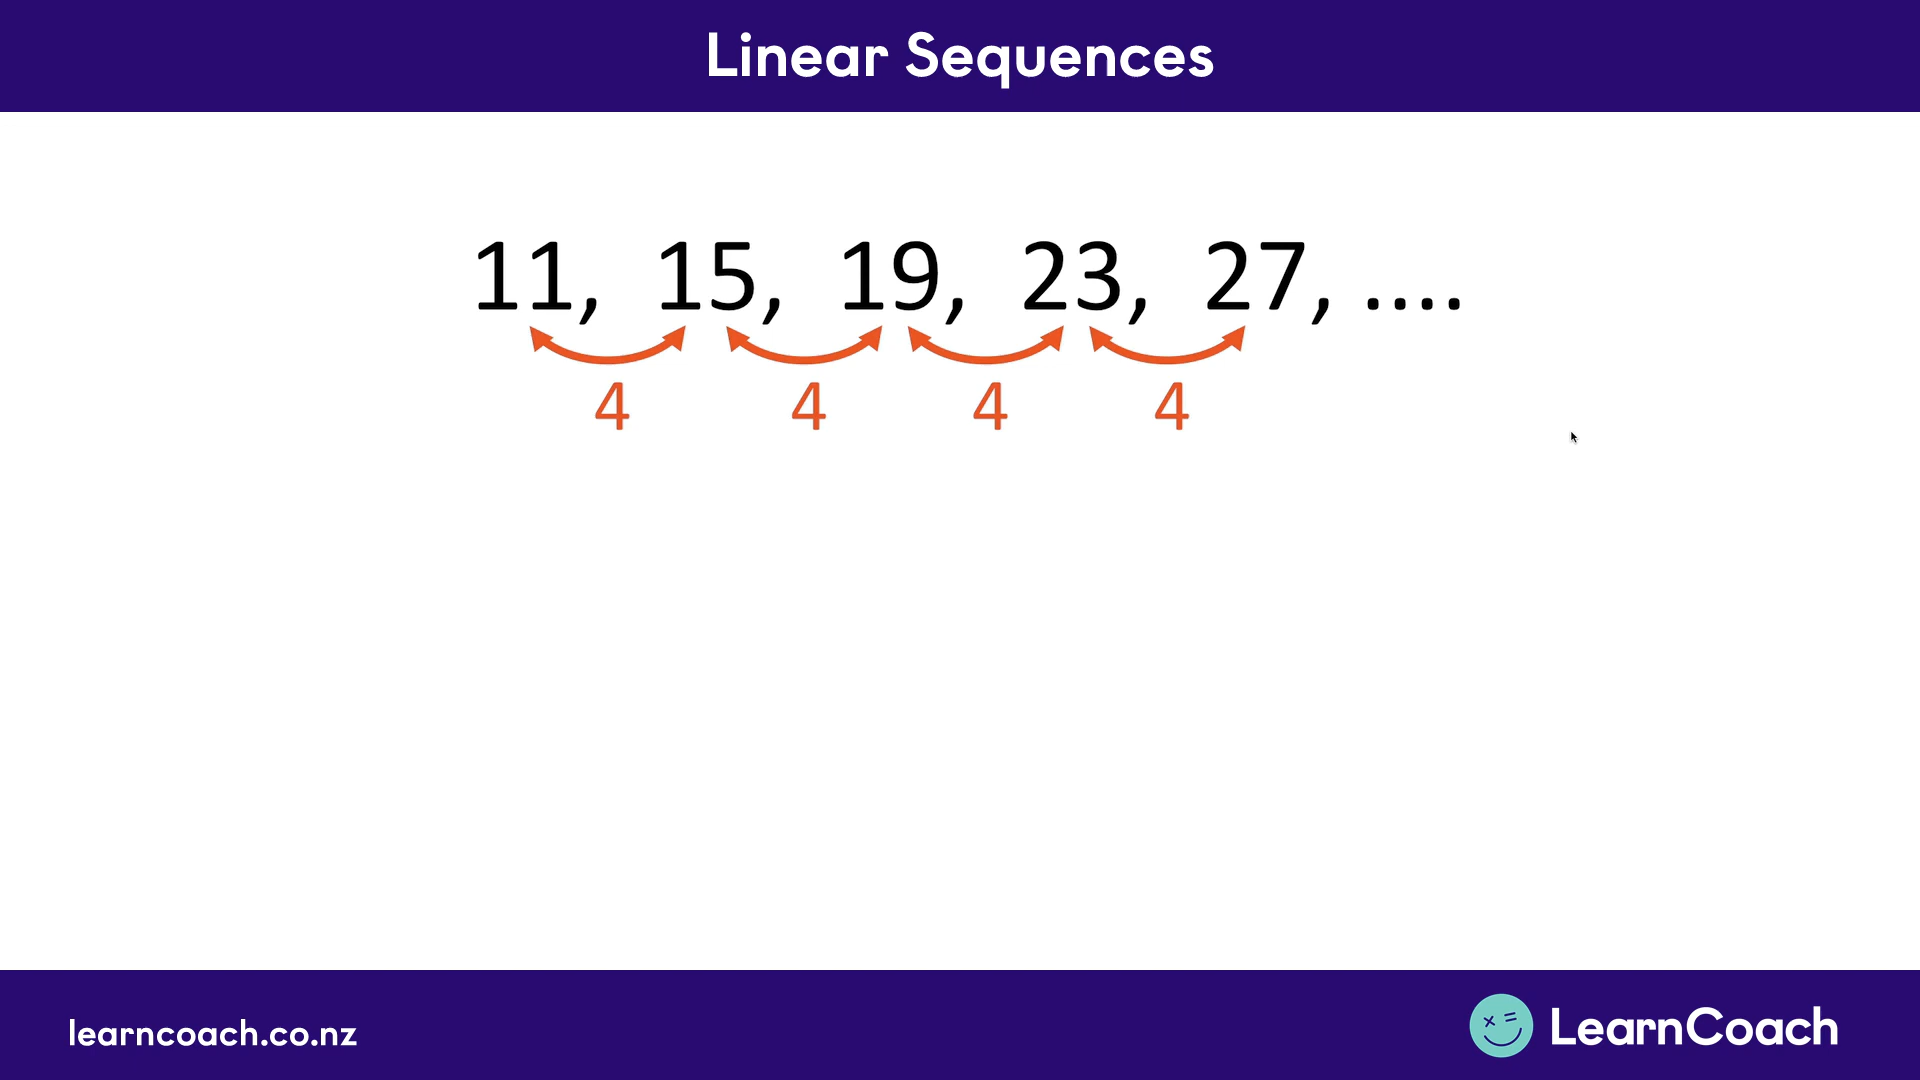 Linear Sequences
11, 15, 19, 23, 27, ....
4 4 4 4
learncoach.co.nz
LearnCoach